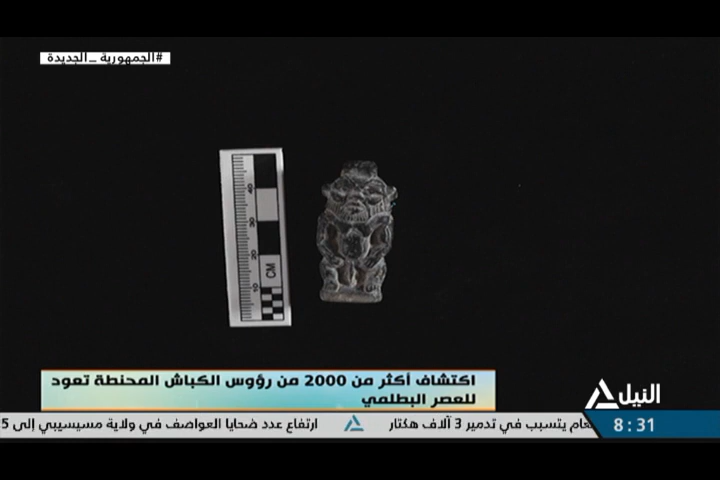 #الجمهورية_الجديدة
40
30
20
10
CM
اكتشاف أكثر من 2000 من رؤوس الكباش المحنطة تعود
للعصر البطلمي
النيل
8:31
يتسبب في تدمير 3 آلاف هكتار
ارتفاع عدد ضحايا العواصف في ولاية مسيسيبي إلى